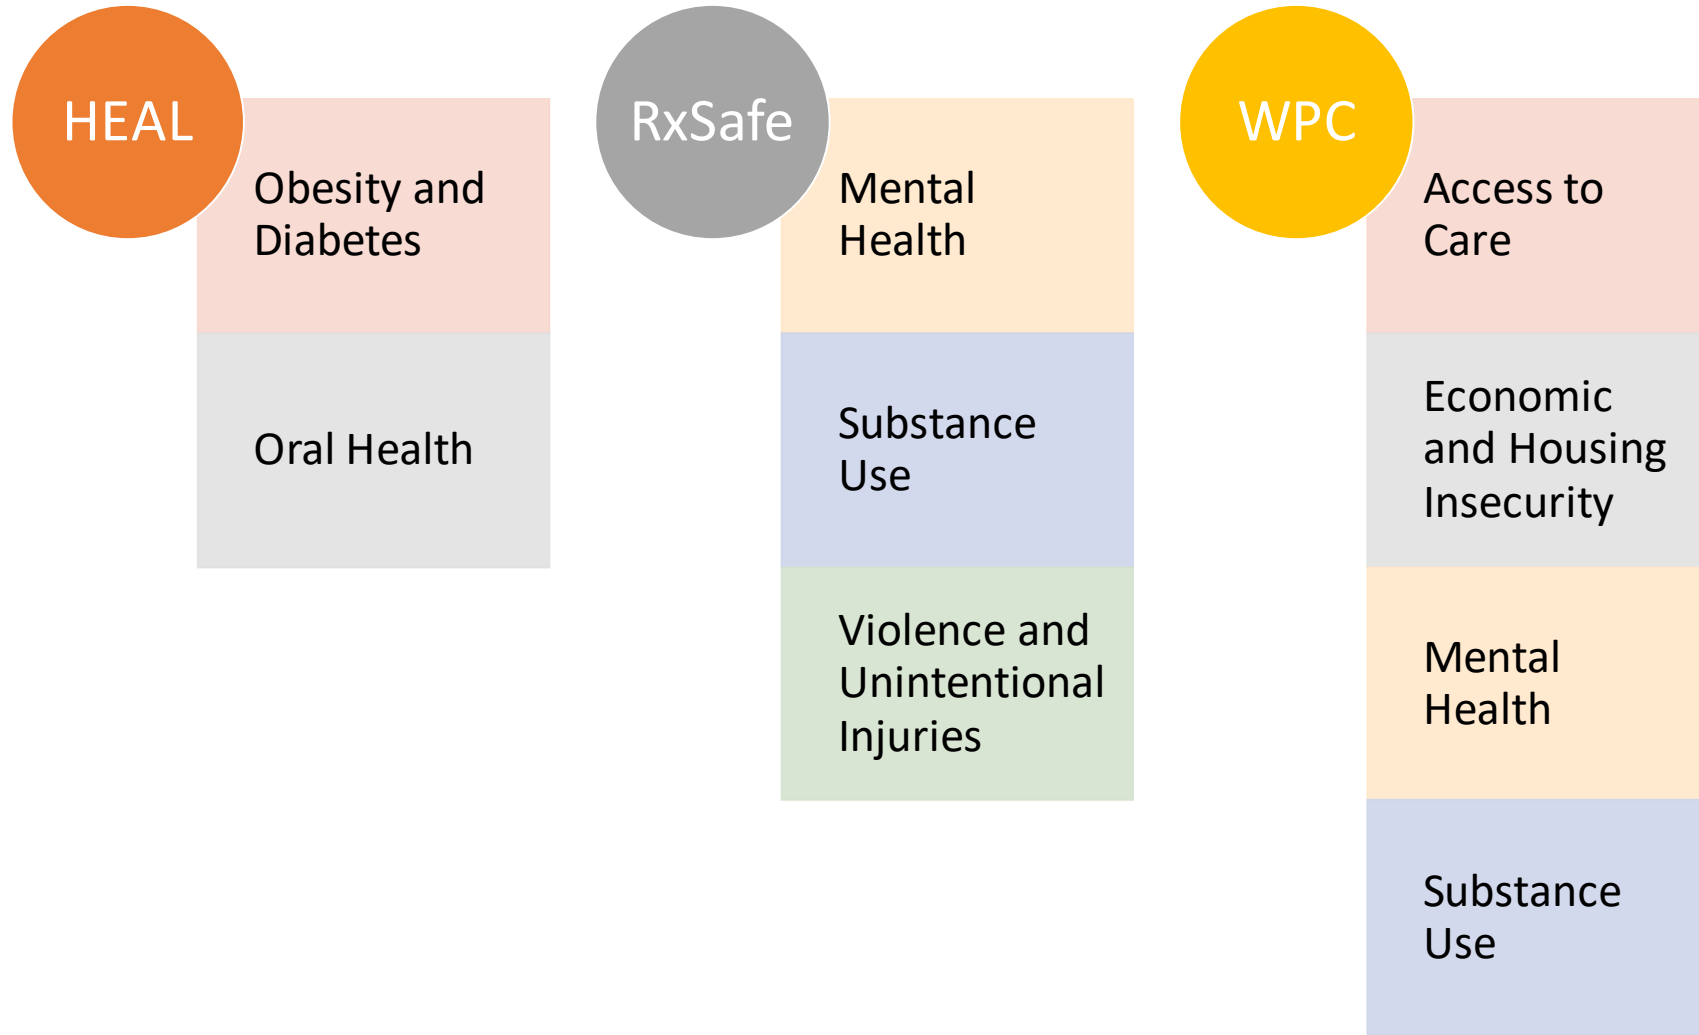 HEAL
Obesity and
Diabetes
Oral Health
RxSafe
Mental
Health
Substance
Use
Violence and
Unintentional
Injuries
WPC
Access to
Care
Economic
and Housing
Insecurity
Mental
Health
Substance
Use